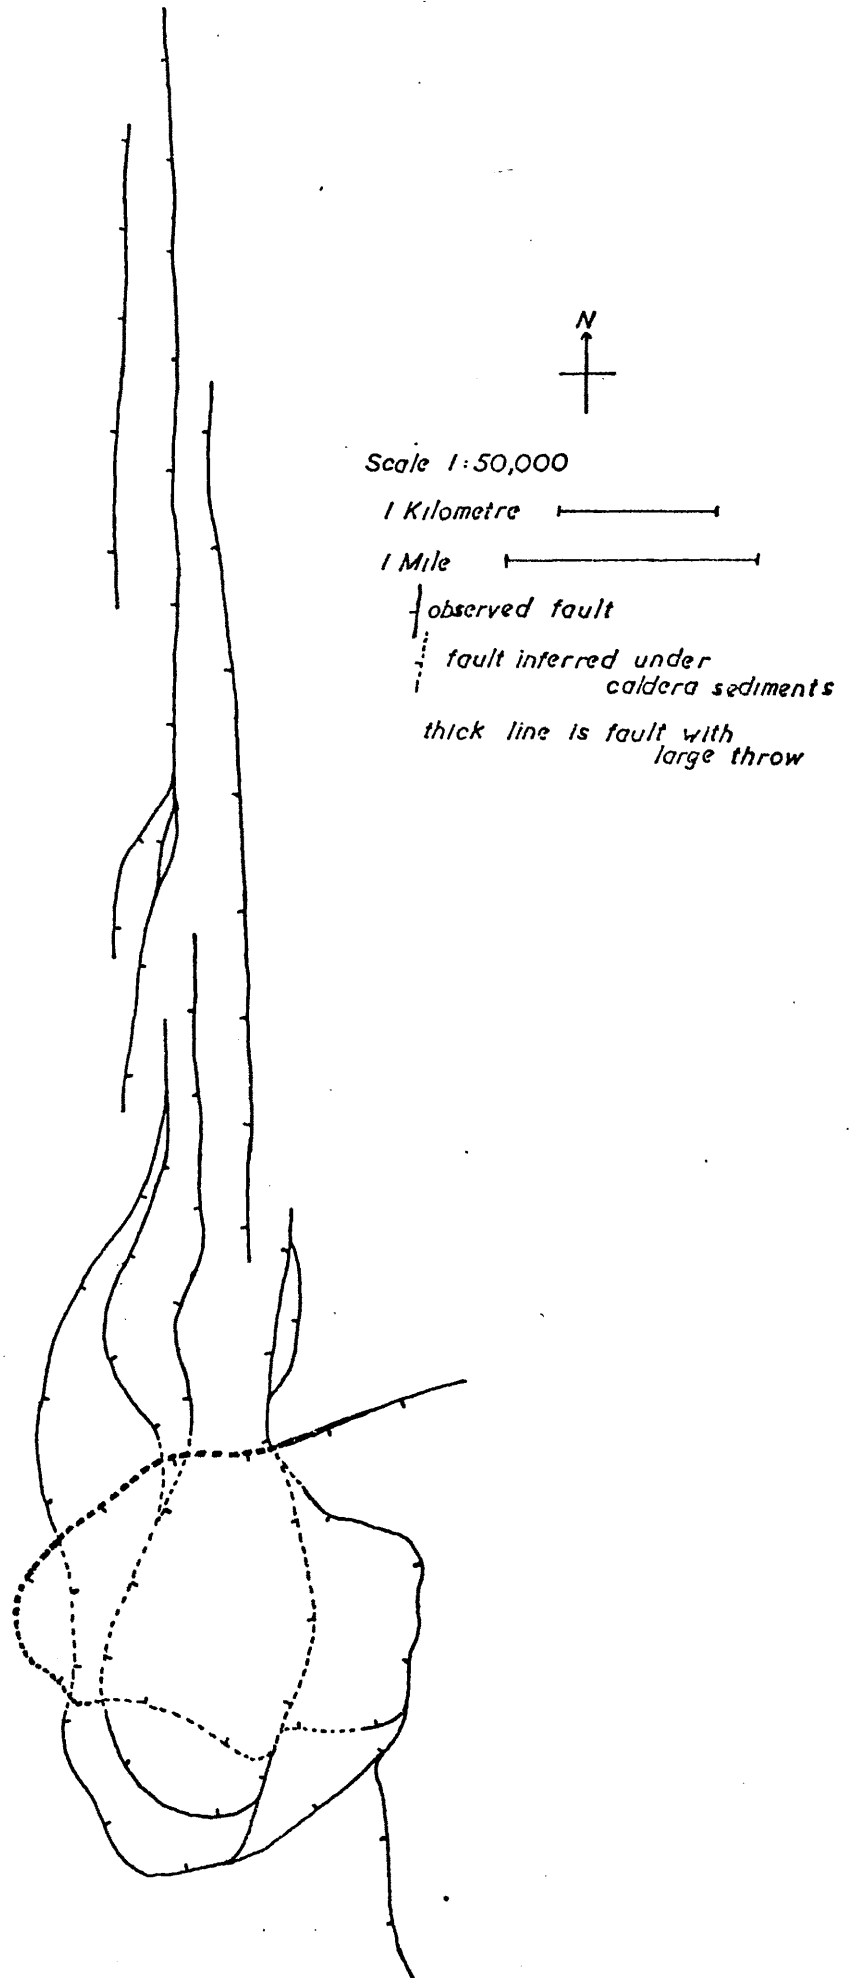 N
Scale 1:50,000
1 Kilometre
1 Mile
observed fault
fault inferred under
caldera sediments
thick line is fault with
large throw